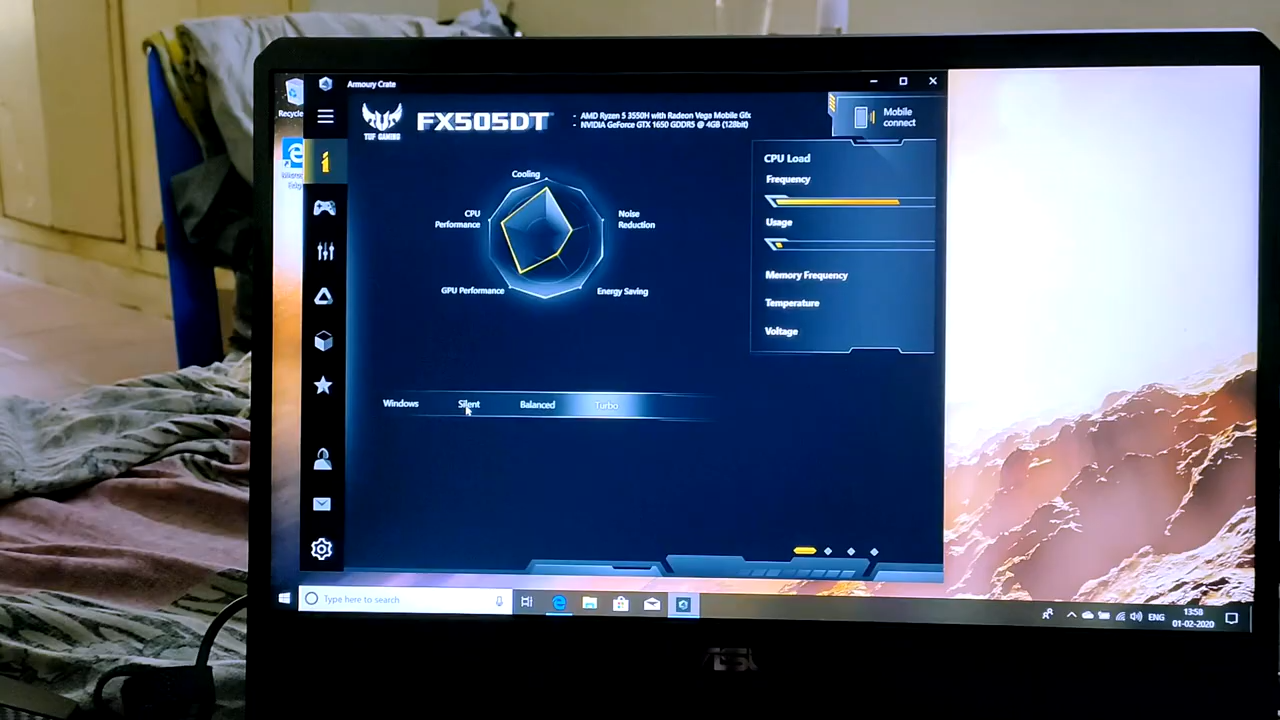 Armoury Crate
Recycle
TUF GAMING
FX505DT
- AMD Ryzen 5 3550H with Radeon Vega Mobile Gfx
- NVIDIA GeForce GTX 1650 GDDR5 @ 4GB (128bit)
Mobile
connect
CPU Load
Frequency
Usage
Memory Frequency
Temperature
Voltage
Cooling
CPU
Performance
Noise
Reduction
GPU Performance
Energy Saving
Windows
Silent
Balanced
Turbo
Type here to search
ENG
13:58
01-02-2020